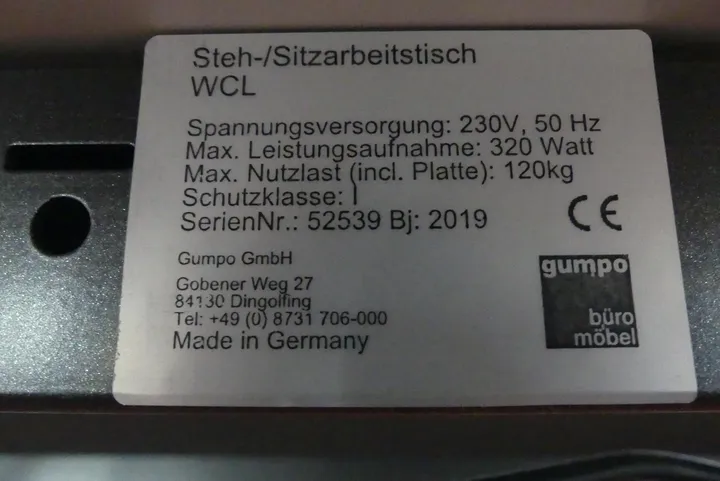 Steh-/Sitzarbeitstisch
WCL
Spannungsversorgung: 230V, 50 Hz
Max. Leistungsaufnahme: 320 Watt
Max. Nutzlast (incl. Platte): 120kg
Schutzklasse: I
SerienNr.: 52539 Bj: 2019
CE
Gumpo GmbH
Gobener Weg 27
84130 Dingolfing
Tel: +49 (0) 8731 706-000
Made in Germany
gumpo
büro
möbel